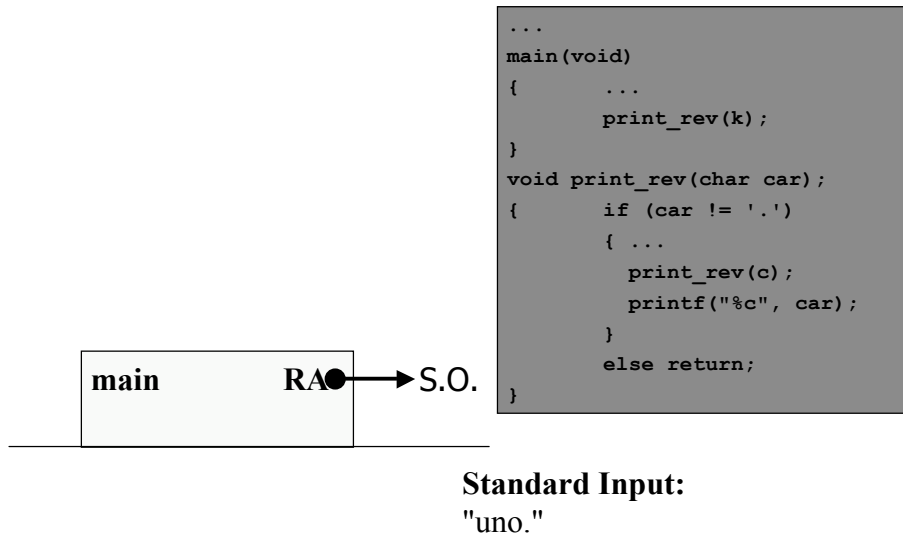 ...
main(void)
{ ...
print_rev(k);
}
void print_rev(char car);
{ if (car != '.')
{ ...
print_rev(c);
printf("%c", car);
}
else return;
}
main RA S.O.
Standard Input:
"uno."